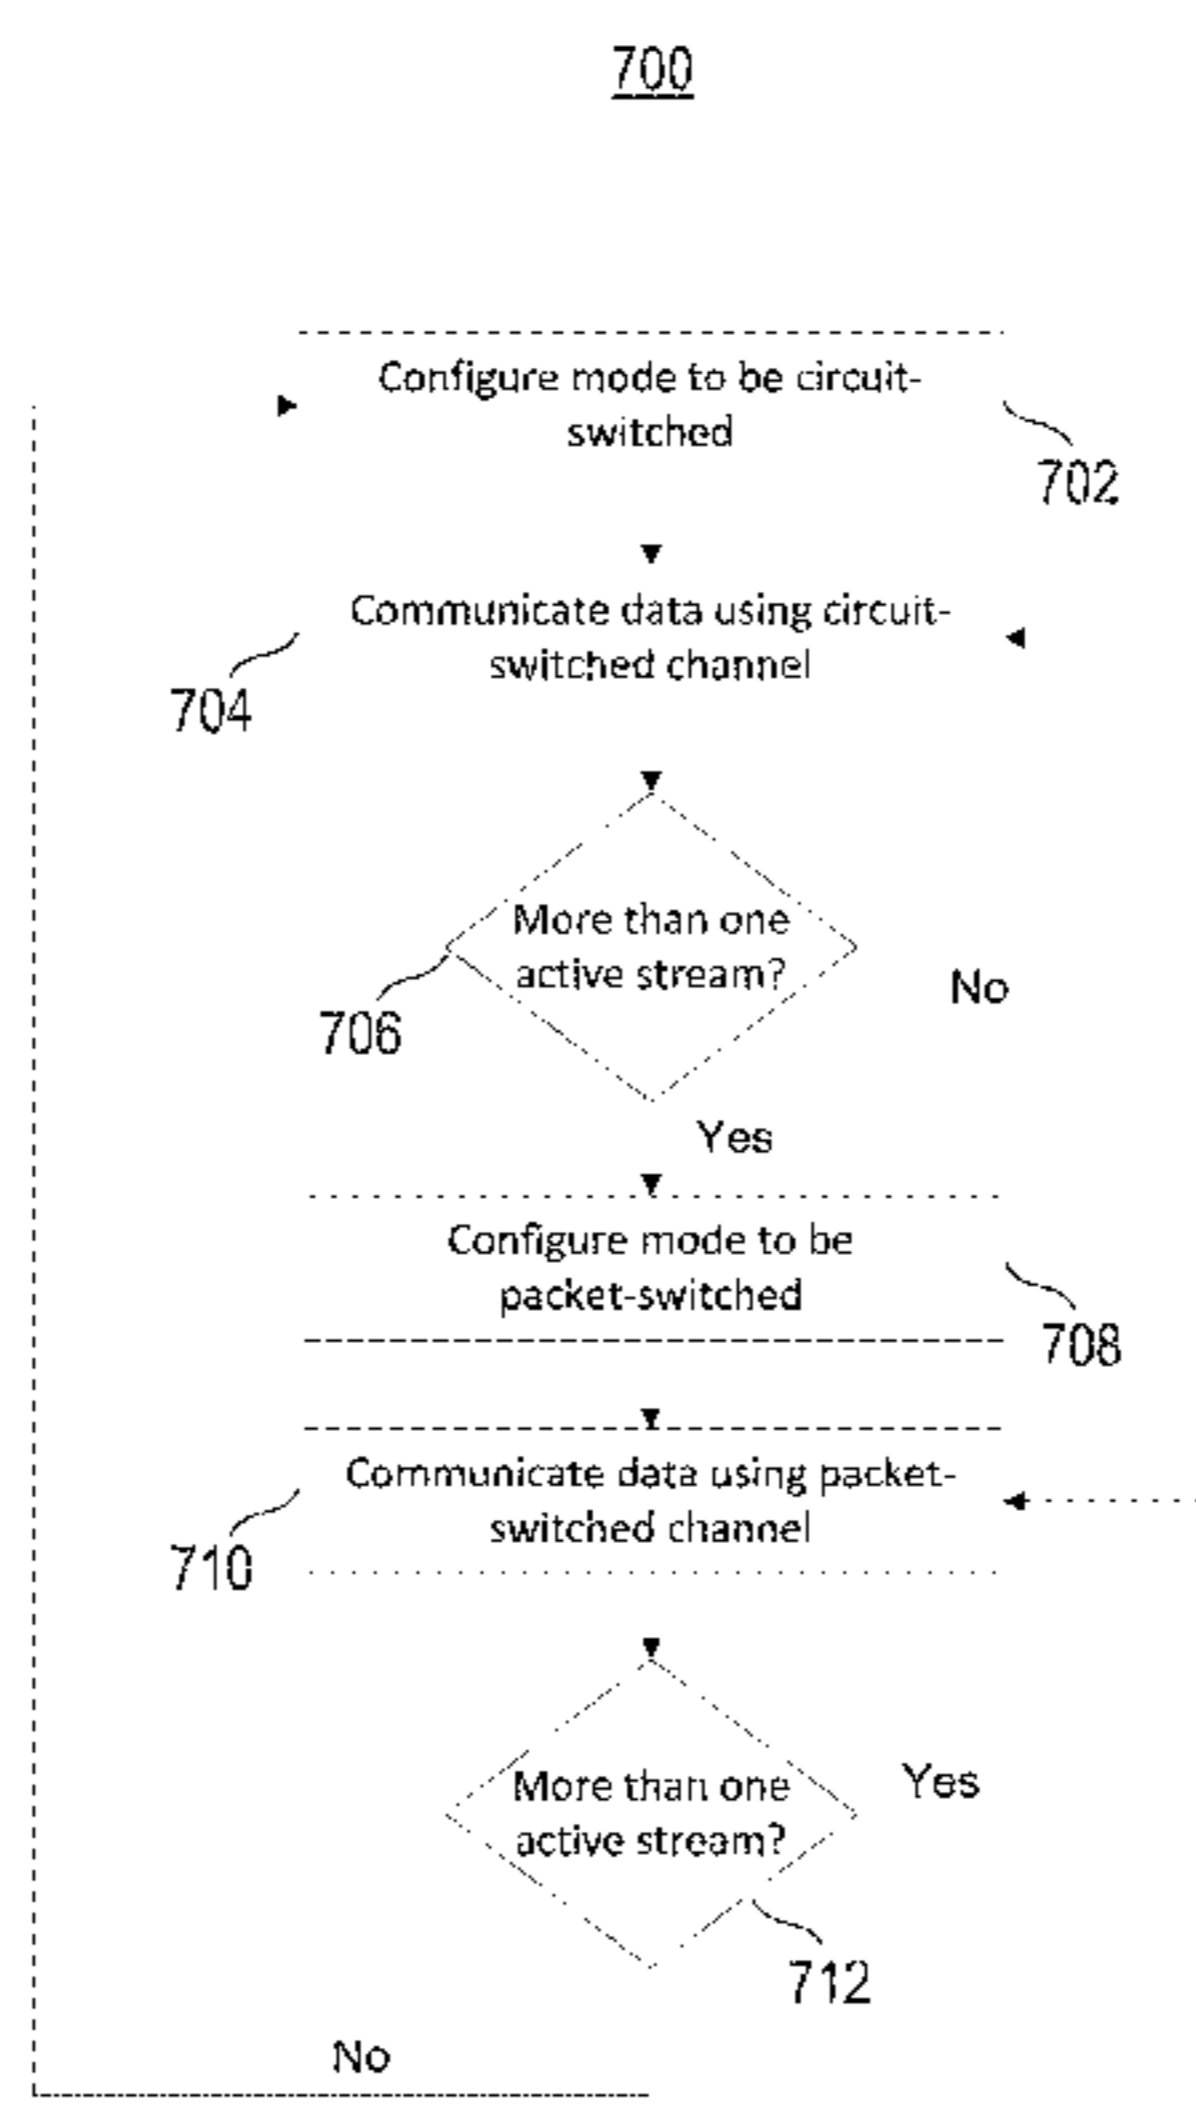 700
Configure mode to be circuit-
switched
702
Communicate data using circuit-
switched channel
704
More than one
active stream?
No
706
Yes
Configure mode to be
packet-switched
708
Communicate data using packet-
switched channel
710
More than one
active stream?
Yes
712
No